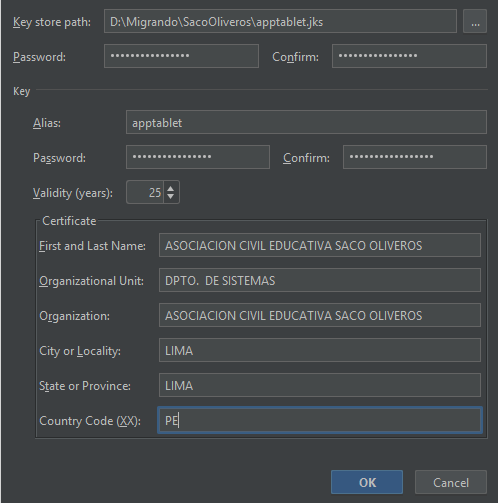 Key store path: D:\Migrando\SacoOliveros\apptablet.jks ...
Password: •••••••••••••••• Confirm: ••••••••••••••••
Key
Alias: apptablet
Password: •••••••••••••••• Confirm: •••••••••••••••••
Validity (years): 25
Certificate
First and Last Name: ASOCIACION CIVIL EDUCATIVA SACO OLIVEROS
Organizational Unit: DPTO.  DE SISTEMAS
Organization: ASOCIACION CIVIL EDUCATIVA SACO OLIVEROS
City or Locality: LIMA
State or Province: LIMA
Country Code (XX): PE
OK Cancel